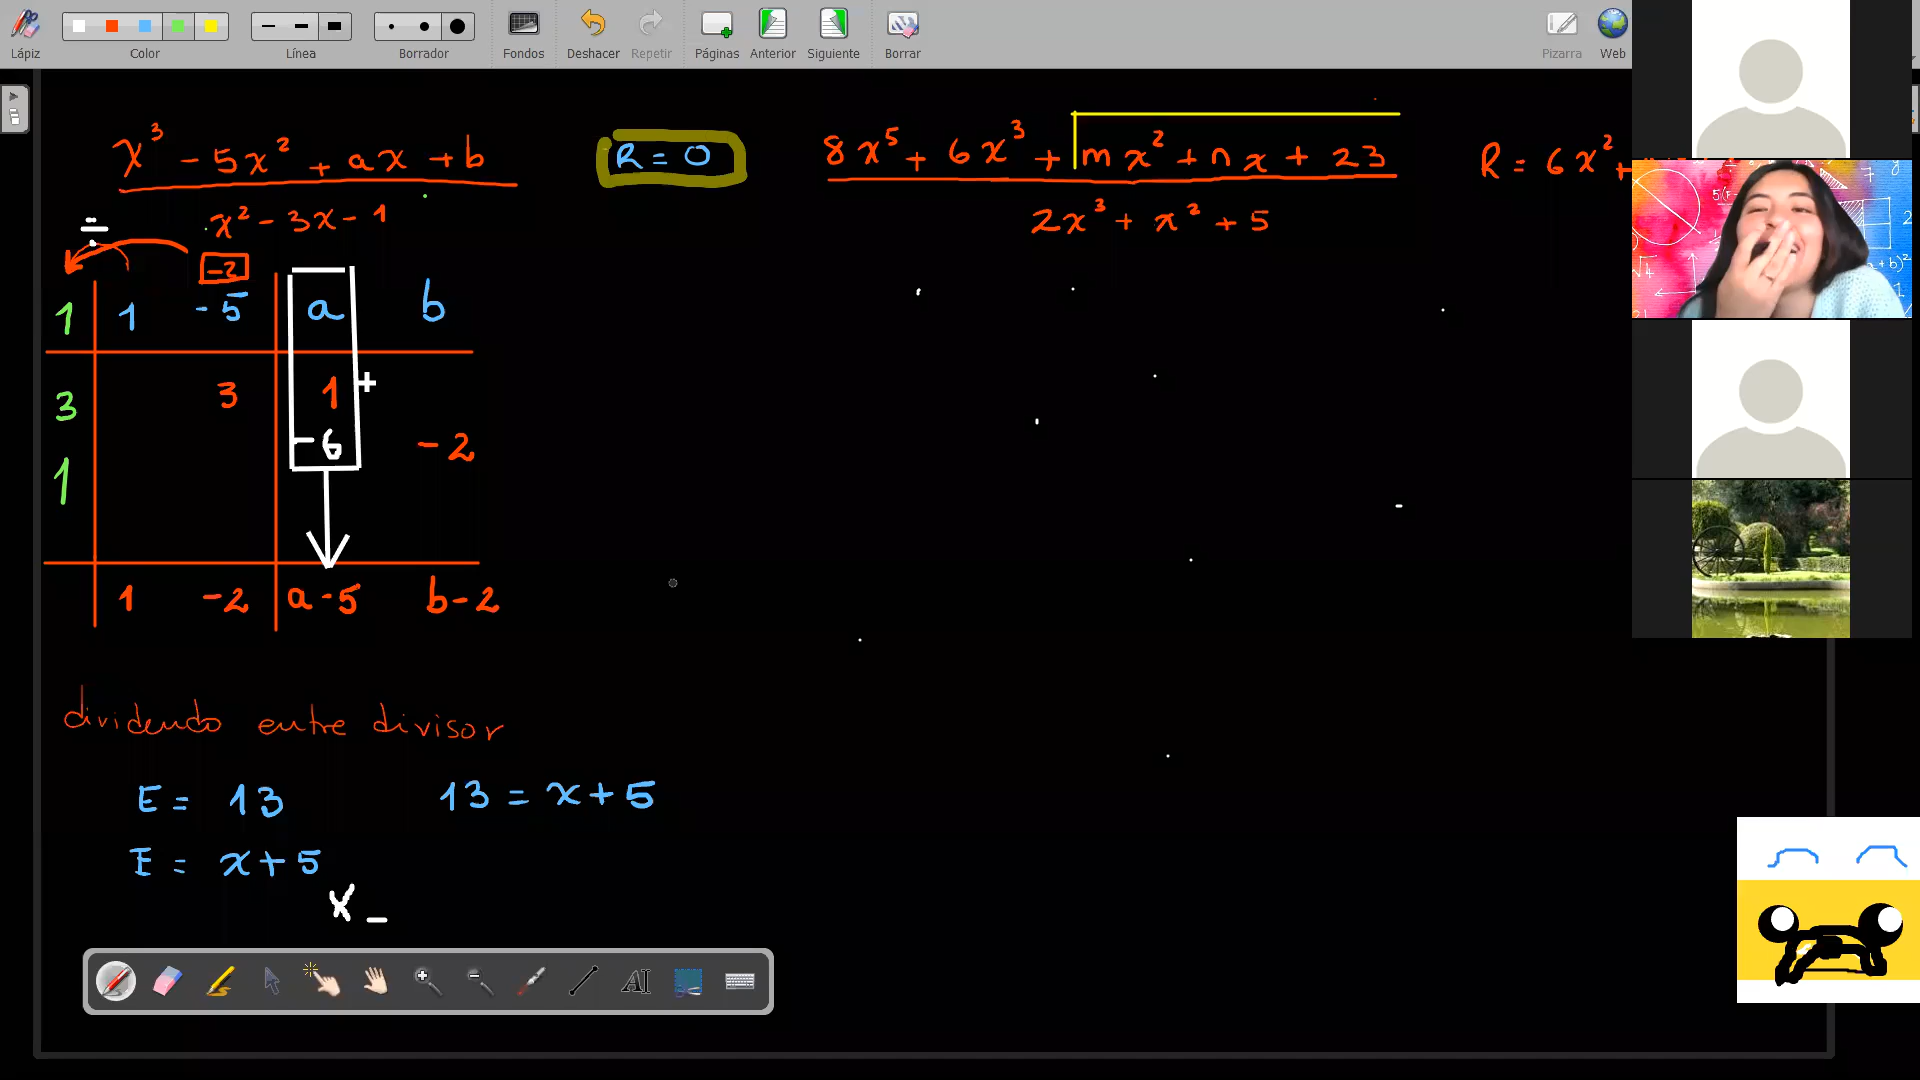 Lápiz Color Línea Borrador Fondos Deshacer Repetir Páginas Anterior Siguiente Borrar Pizarra Web
x³ - 5x² + ax + b
x² - 3x - 1
R = 0
÷
-2
1 1 -5 a b
3 3 1 +
1 -6 -2
1 -2 a-5 b-2
dividendo entre divisor
E = 13
13 = x+5
E = x+5
x -
8x⁵ + 6x³ + mx² + nx + 23
2x³ + x² + 5
R = 6x² +